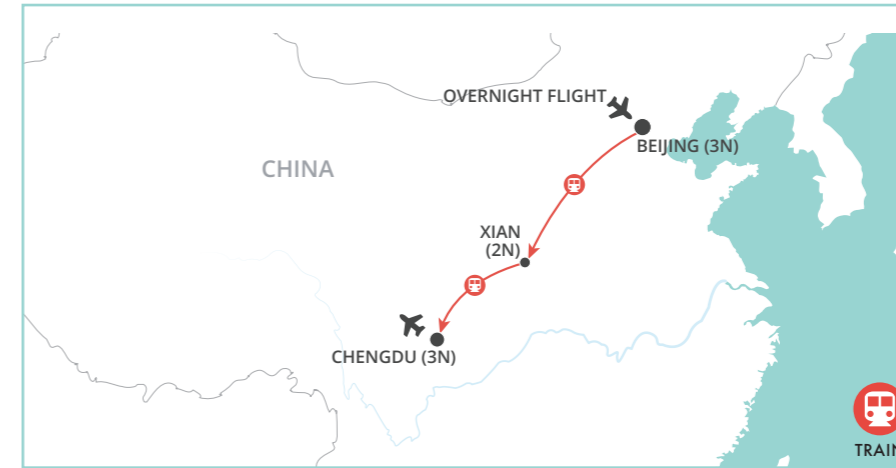 OVERNIGHT FLIGHT
BEIJING (3N)
CHINA
XIAN
(2N)
CHENGDU (3N)
TRAIN